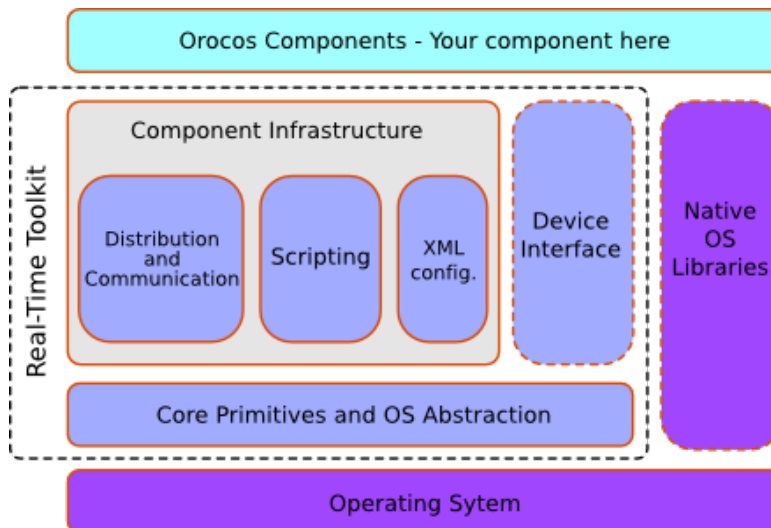 Orocos Components - Your component here
Real-Time Toolkit
Component Infrastructure
Distribution
and
Communication
Scripting
XML
config.
Device
Interface
Native
OS
Libraries
Core Primitives and OS Abstraction
Operating Sytem